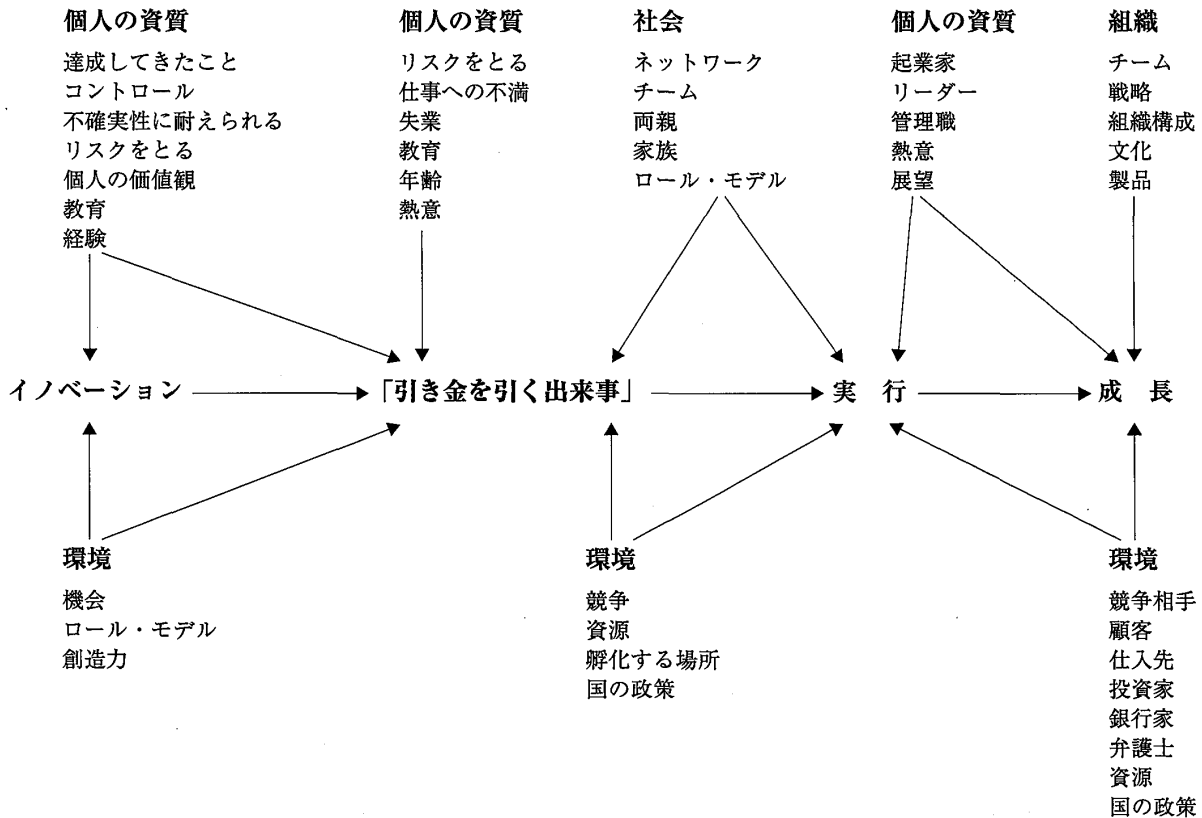 個人の資質
達成してきたこと
コントロール
不確実性に耐えられる
リスクをとる
個人の価値観
教育
経験
個人の資質
リスクをとる
仕事への不満
失業
教育
年齢
熱意
社会
ネットワーク
チーム
両親
家族
ロール・モデル
個人の資質
起業家
リーダー
管理職
熱意
展望
組織
チーム
戦略
組織構成
文化
製品
イノベーション
「引き金を引く出来事」
実 行
成 長
環境
機会
ロール・モデル
創造力
環境
競争
資源
孵化する場所
国の政策
環境
競争相手
顧客
仕入先
投資家
銀行家
弁護士
資源
国の政策